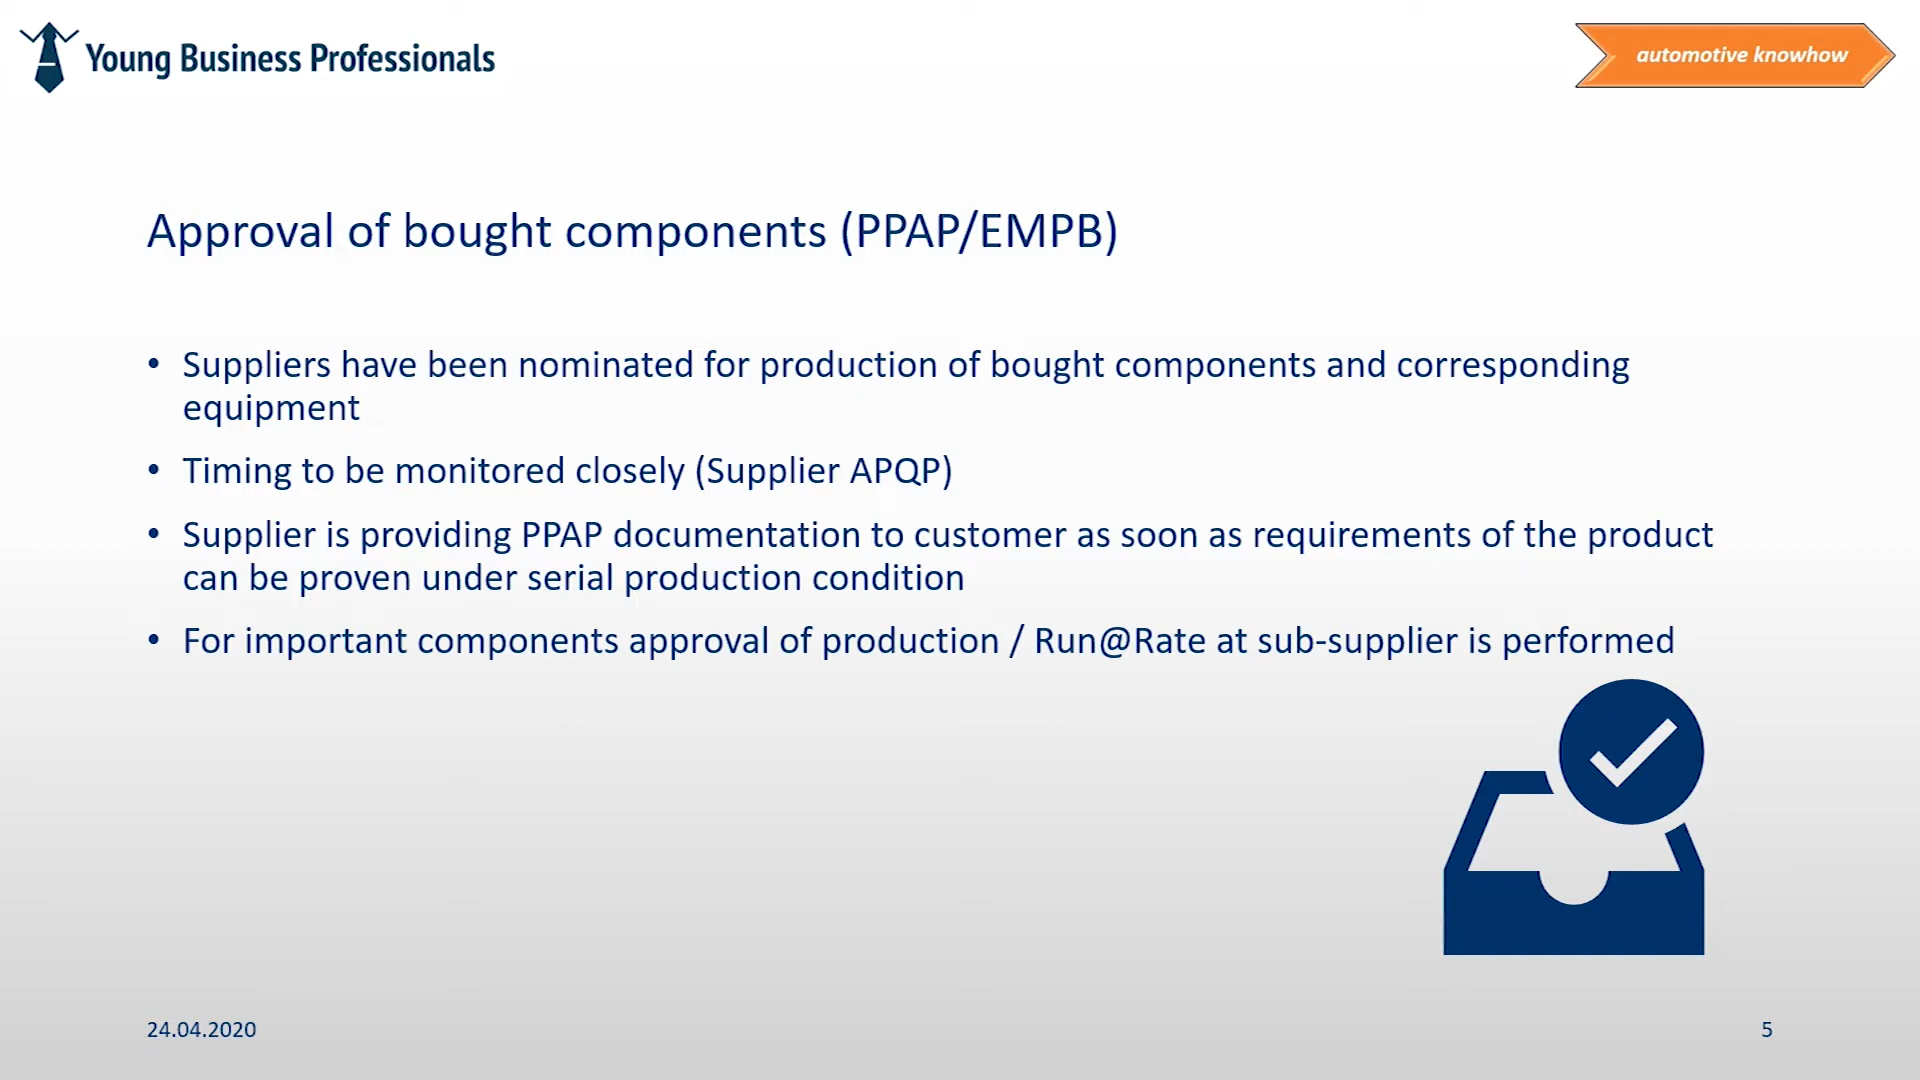 Young Business Professionals
automotive knowhow
Approval of bought components (PPAP/EMPB)
• Suppliers have been nominated for production of bought components and corresponding
equipment
• Timing to be monitored closely (Supplier APQP)
• Supplier is providing PPAP documentation to customer as soon as requirements of the product
can be proven under serial production condition
• For important components approval of production / Run@Rate at sub-supplier is performed
24.04.2020
5